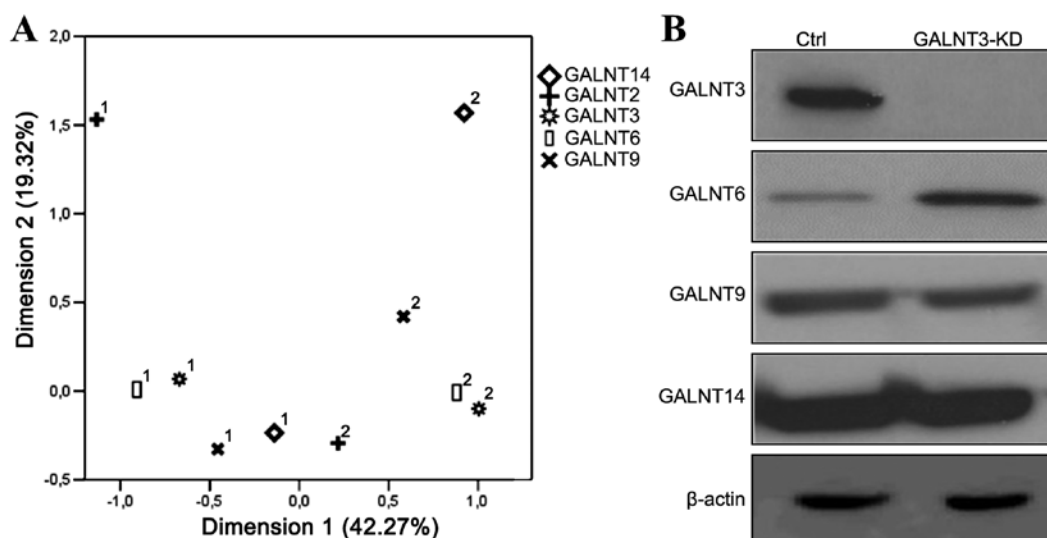 A
2,0
1,5
1,0
0,5
0,0
-0,5
Dimension 2 (19.32%)
-1,0 -0,5 0,0 0,5 1,0
Dimension 1 (42.27%)
1
2
2
1
1
2
2
1
1
2
GALNT14
GALNT2
GALNT3
GALNT6
GALNT9
B
Ctrl GALNT3-KD
GALNT3
GALNT6
GALNT9
GALNT14
β-actin